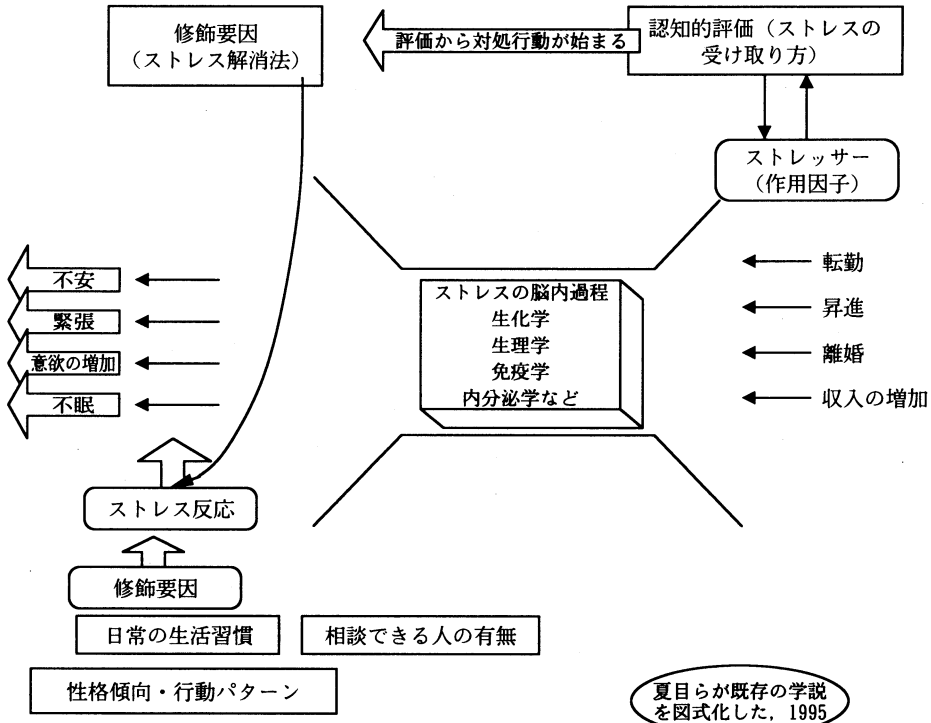 修飾要因
（ストレス解消法）
評価から対処行動が始まる
認知的評価（ストレスの
受け取り方）
ストレッサー
（作用因子）
不安
緊張
意欲の増加
不眠
ストレスの脳内過程
生化学
生理学
免疫学
内分泌学など
転勤
昇進
離婚
収入の増加
ストレス反応
修飾要因
日常の生活習慣
相談できる人の有無
性格傾向・行動パターン
夏目らが既存の学説
を図式化した，1995